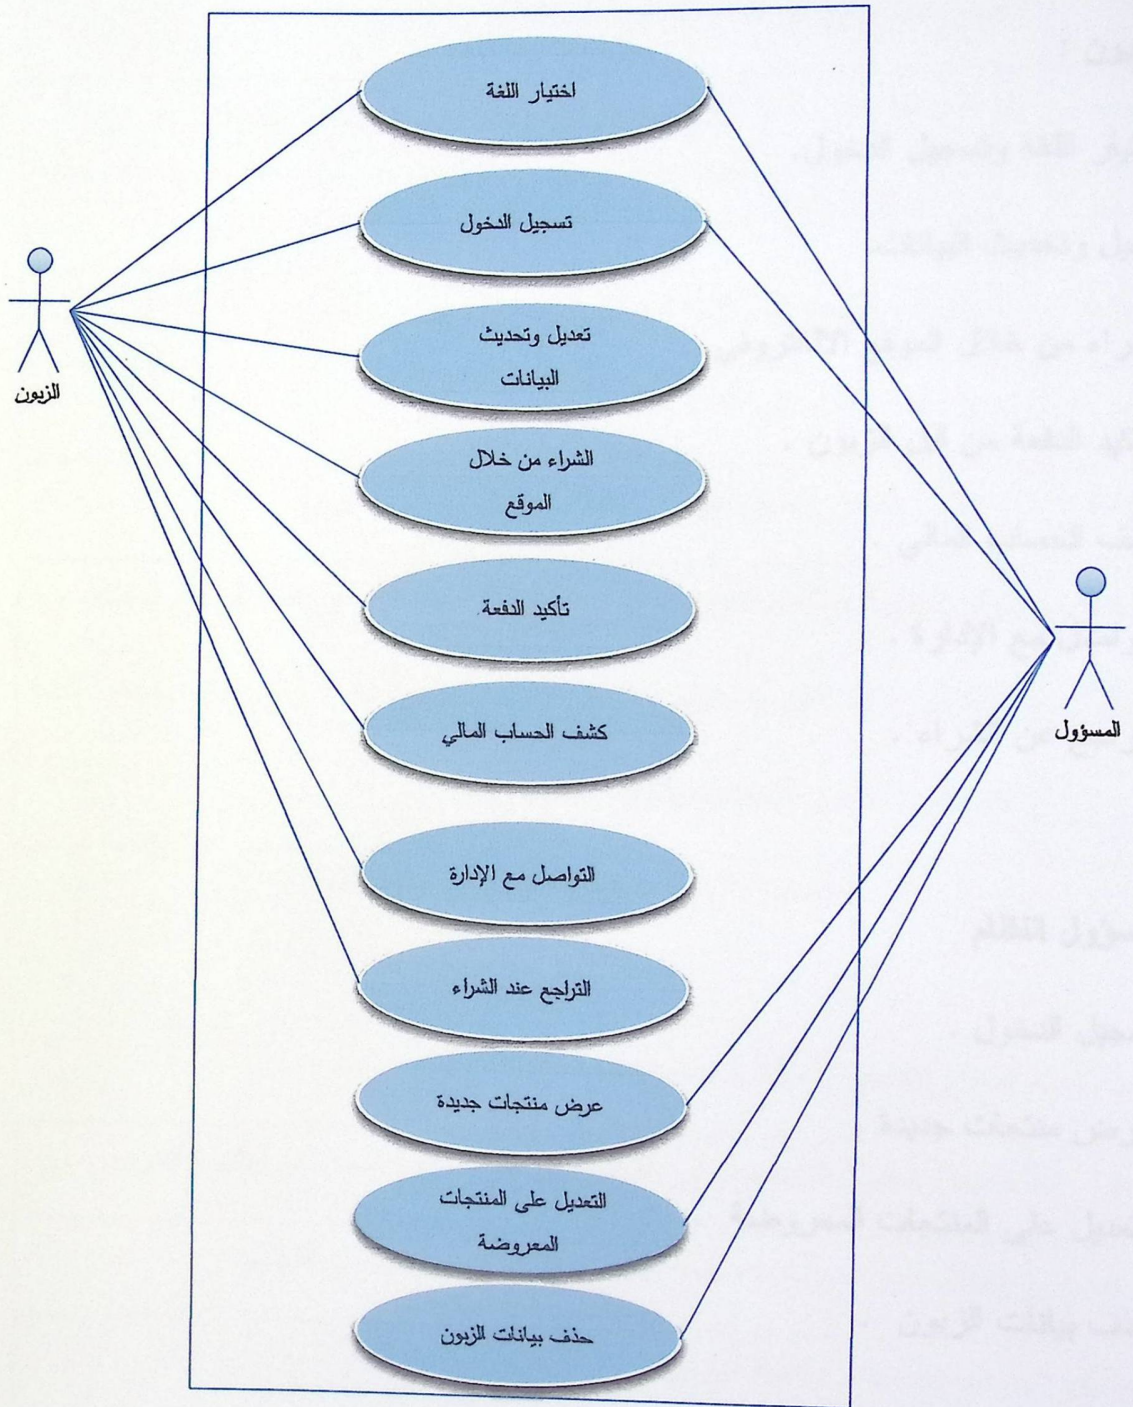 اختيار اللغة
تسجيل الدخول
تعديل وتحديث
البيانات
الشراء من خلال
الموقع
تأكيد الدفعة
كشف الحساب المالي
التواصل مع الإدارة
التراجع عند الشراء
عرض منتجات جديدة
التعديل على المنتجات
المعروضة
حذف بيانات الزبون
الزبون
المسؤول